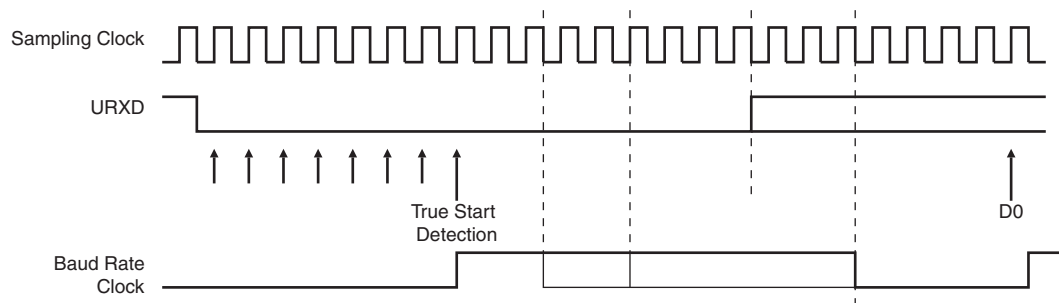 Sampling Clock
URXD
True Start
Detection
D0
Baud Rate
Clock